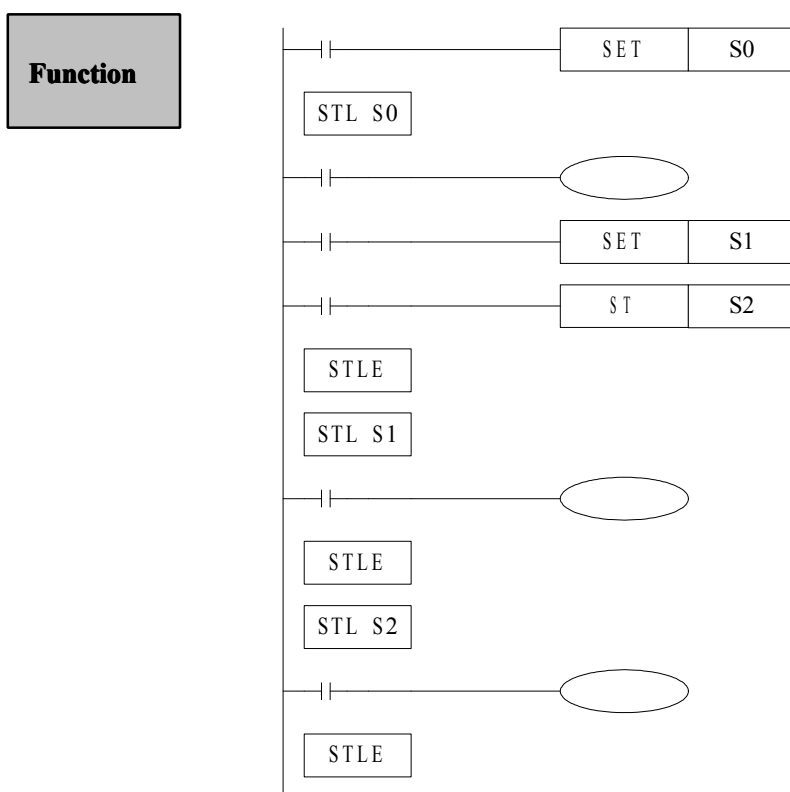 Function
SET S0
STL S0
SET S1
ST S2
STLE
STL S1
STLE
STL S2
STLE